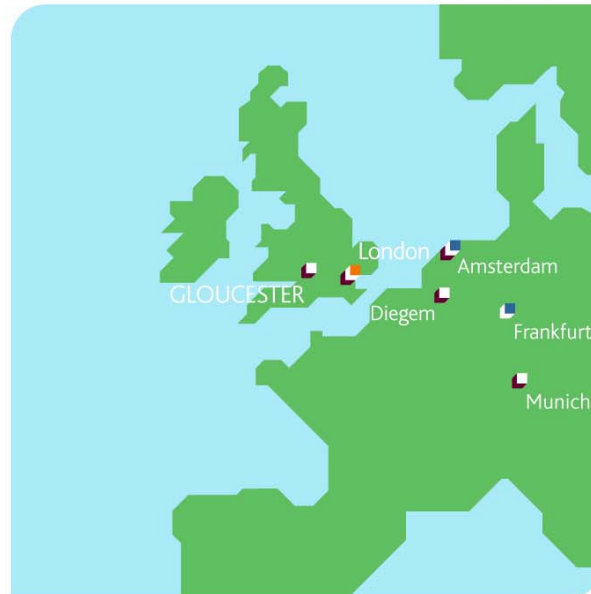 London
Amsterdam
GLOUCESTER
Diegem
Frankfurt
Munich